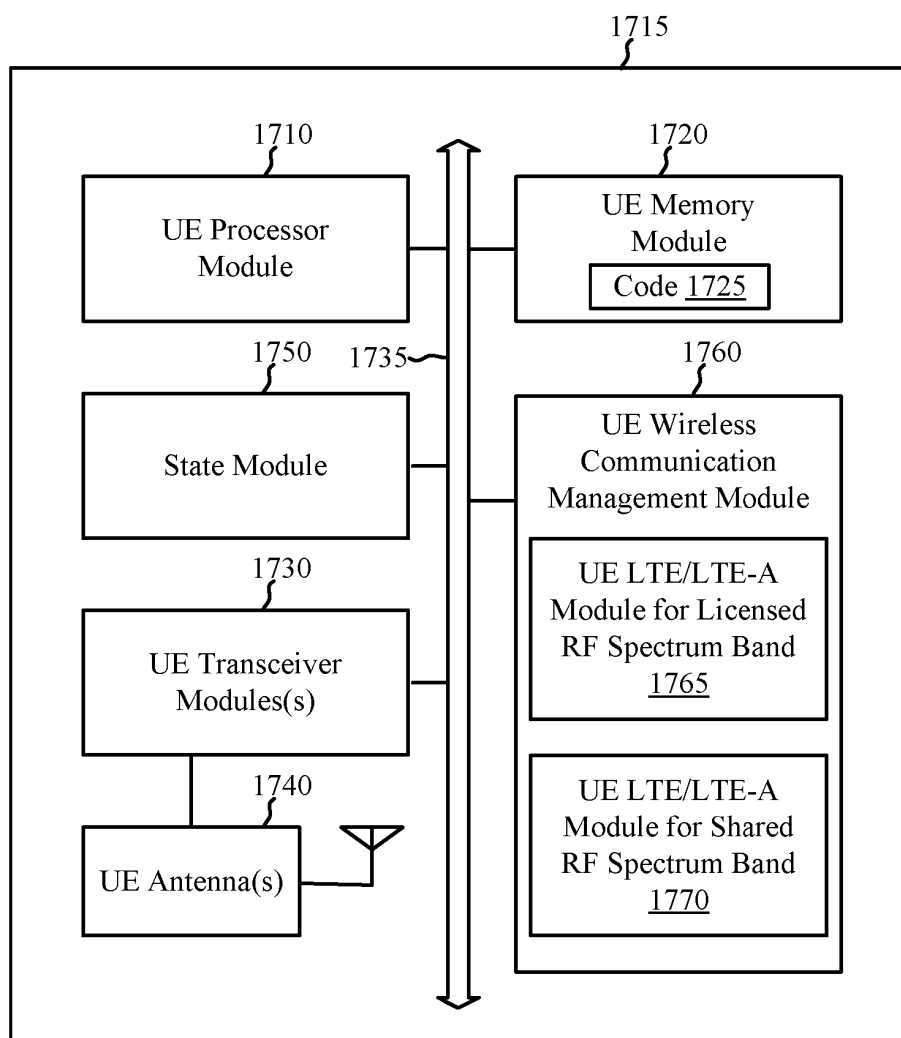 1715
1710
UE Processor
Module
1720
UE Memory
Module
Code 1725
1735
1750
State Module
1760
UE Wireless
Communication
Management Module
UE LTE/LTE-A
Module for Licensed
RF Spectrum Band
1765
UE LTE/LTE-A
Module for Shared
RF Spectrum Band
1770
1730
UE Transceiver
Modules(s)
1740
UE Antenna(s)